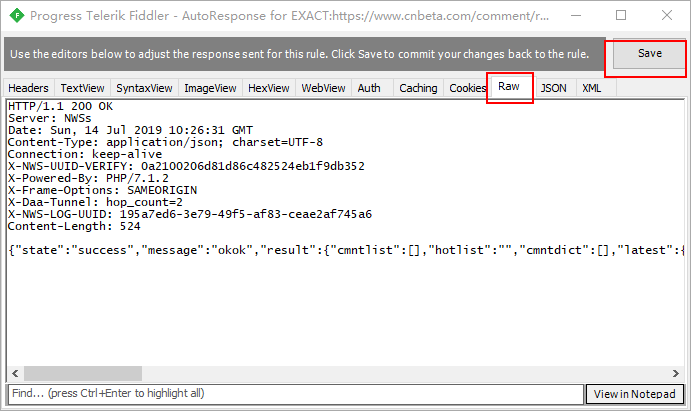 Progress Telerik Fiddler - AutoResponse for EXACT:https://www.cnbeta.com/comment/r...
Use the editors below to adjust the response sent for this rule. Click Save to commit your changes back to the rule.
Save
Headers TextView SyntaxView ImageView HexView WebView Auth Caching Cookies Raw JSON XML
HTTP/1.1 200 OK
Server: NWSs
Date: Sun, 14 Jul 2019 10:26:31 GMT
Content-Type: application/json; charset=UTF-8
Connection: keep-alive
X-NWS-UUID-VERIFY: 0a2100206d81d86c482524eb1f9db352
X-Powered-By: PHP/7.1.2
X-Frame-Options: SAMEORIGIN
X-Daa-Tunnel: hop_count=2
X-NWS-LOG-UUID: 195a7ed6-3e79-49f5-af83-ceae2af745a6
Content-Length: 524
{"state":"success","message":"okok","result":{"cmntlist":[],"hotlist":"","cmntdict":[],"latest":{
Find... (press Ctrl+Enter to highlight all)
View in Notepad